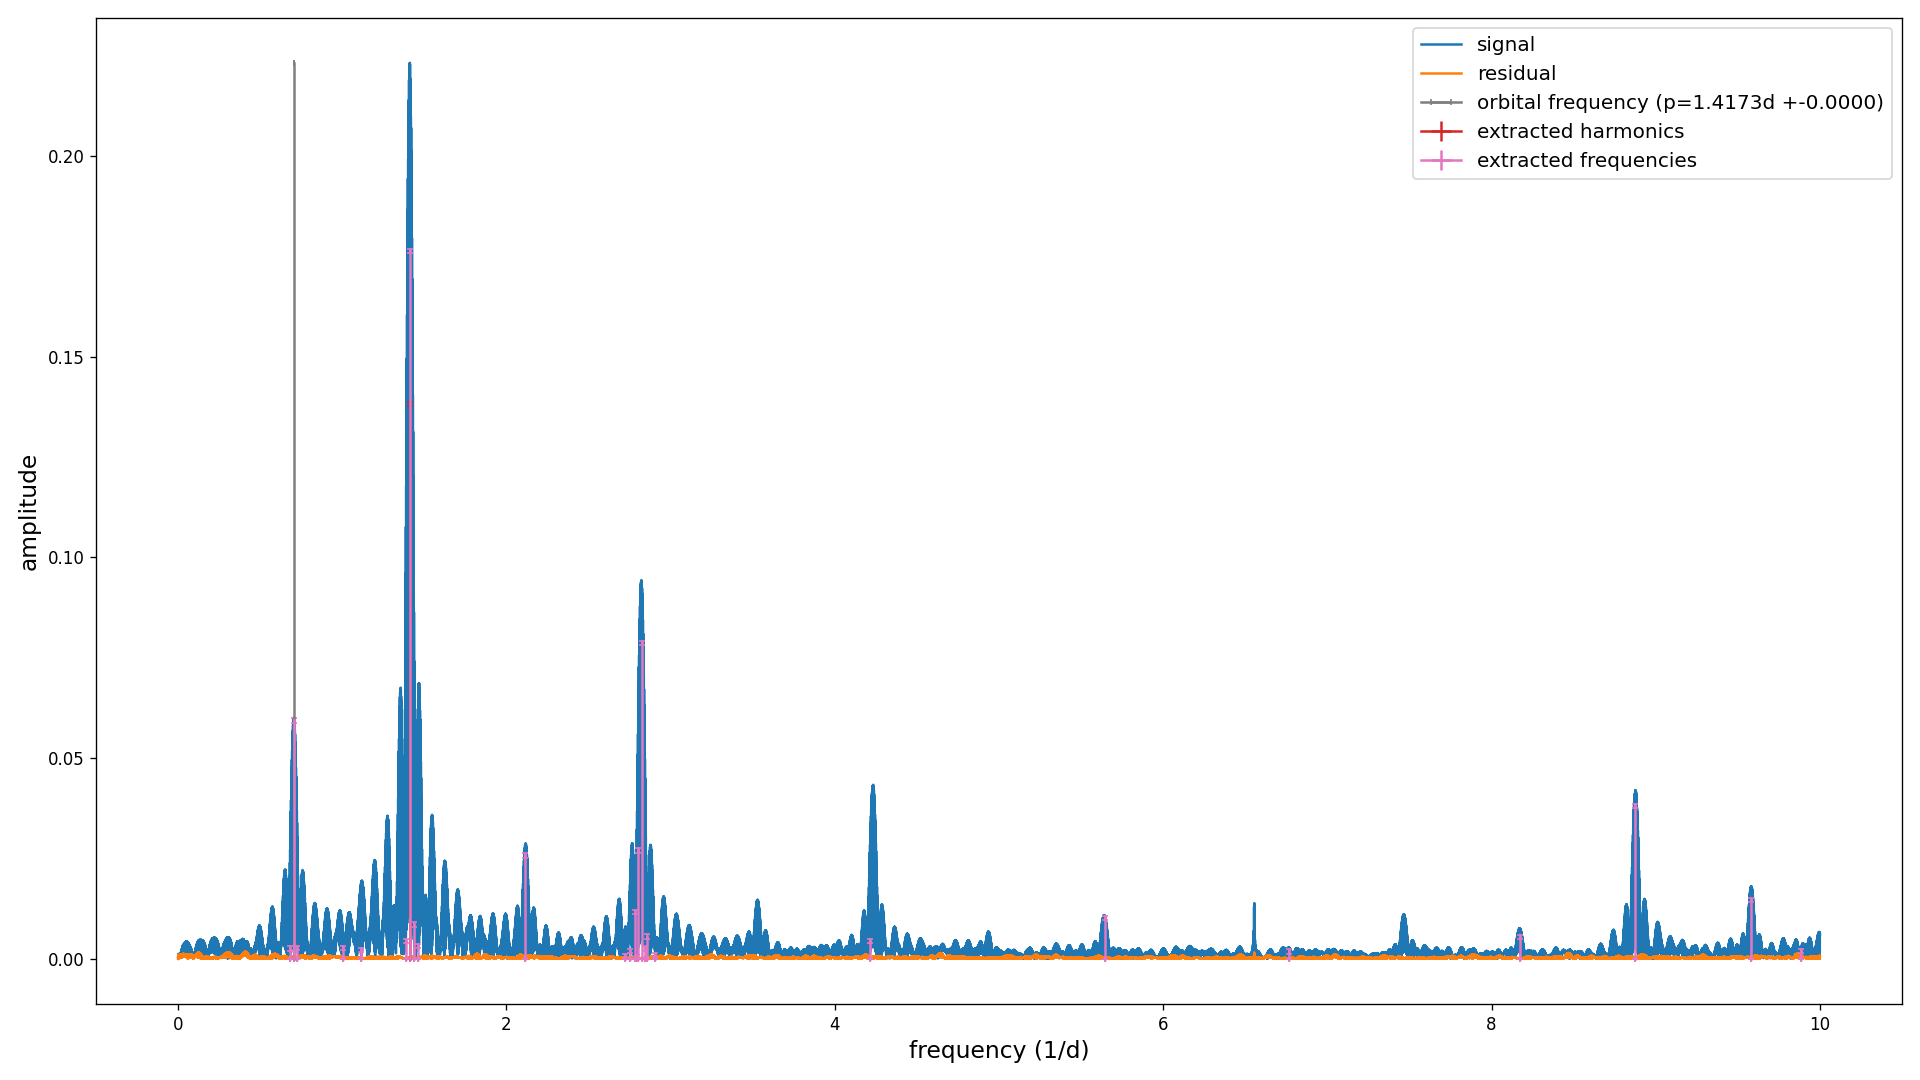 signal
residual
orbital frequency (p=1.4173d +-0.0000)
extracted harmonics
extracted frequencies
0.20
0.15
0.10
0.05
0.00
amplitude
0 2 4 6 8 10
frequency (1/d)